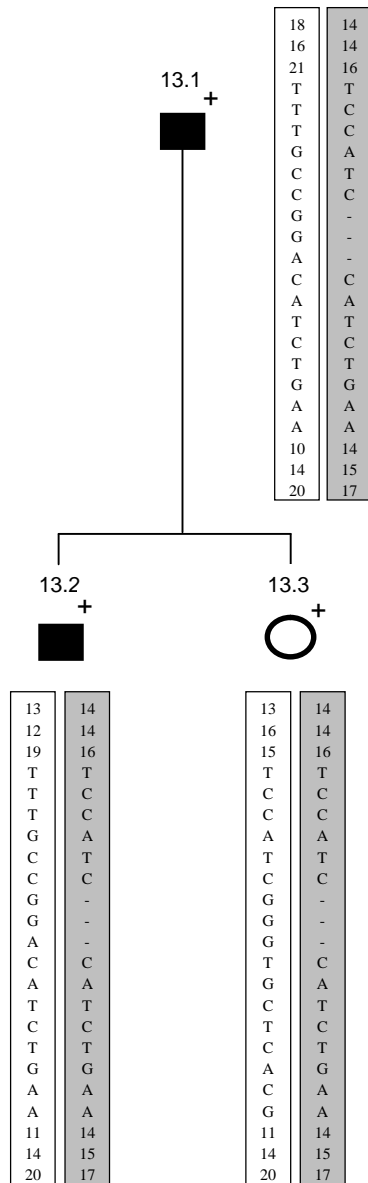 13.1
+
18 14
16 14
21 16
T T
T C
T C
G A
C T
C C
G -
G -
A -
C C
A A
T T
C C
T T
G G
A A
A A
10 14
14 15
20 17
13.2
+
13 14
12 14
19 16
T T
T C
T C
G A
C T
C C
G -
G -
A -
C C
A A
T T
C C
T T
G G
A A
A A
11 14
14 15
20 17
13.3
+
13 14
16 14
15 16
T T
C C
C C
A A
T T
C C
G -
G -
G -
T C
G A
C T
T C
C T
A G
C A
G A
11 14
14 15
20 17